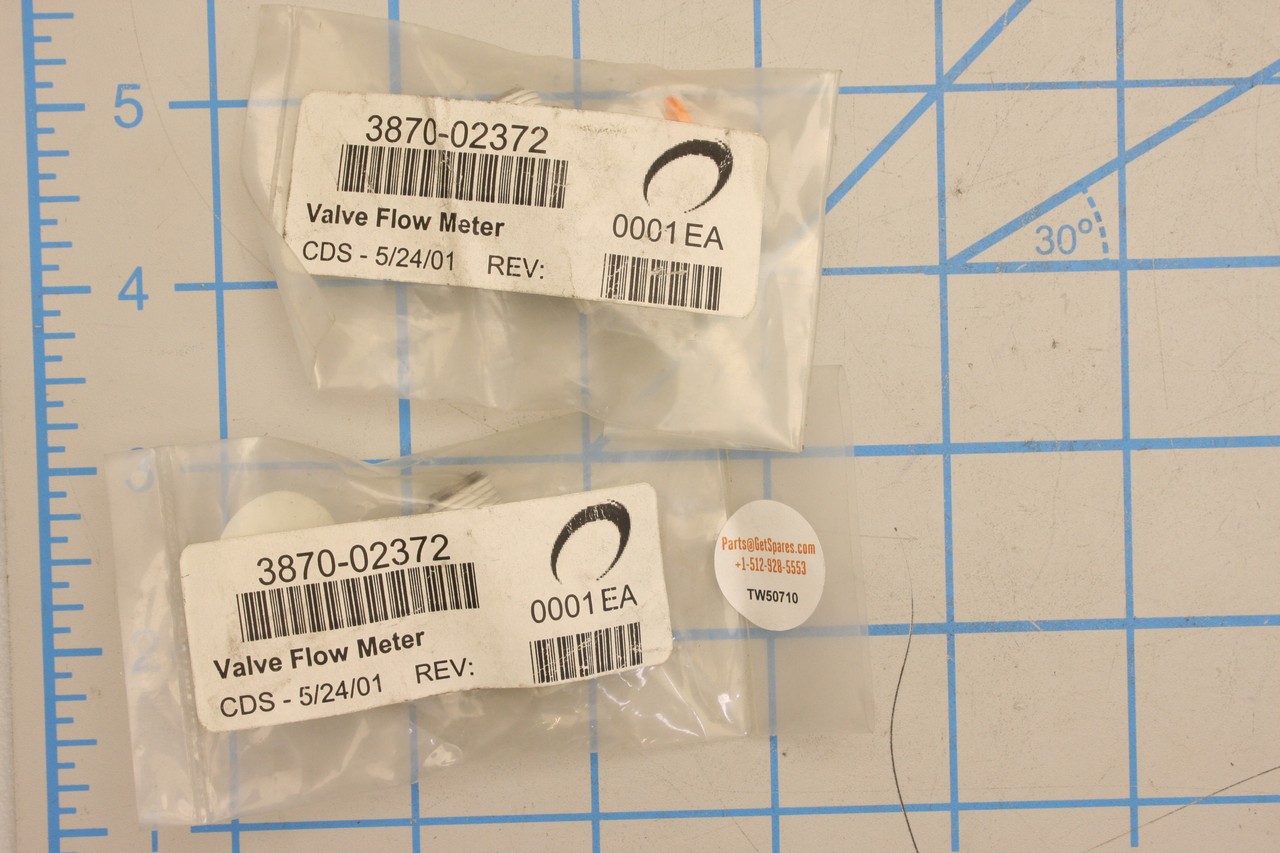 5
3870-02372
Valve Flow Meter
CDS - 5/24/01 REV:
0001 EA
30°
4
3
3870-02372
Valve Flow Meter
CDS - 5/24/01 REV:
0001 EA
Parts@GetSpares.com
+1-512-928-5553
TW50710
2